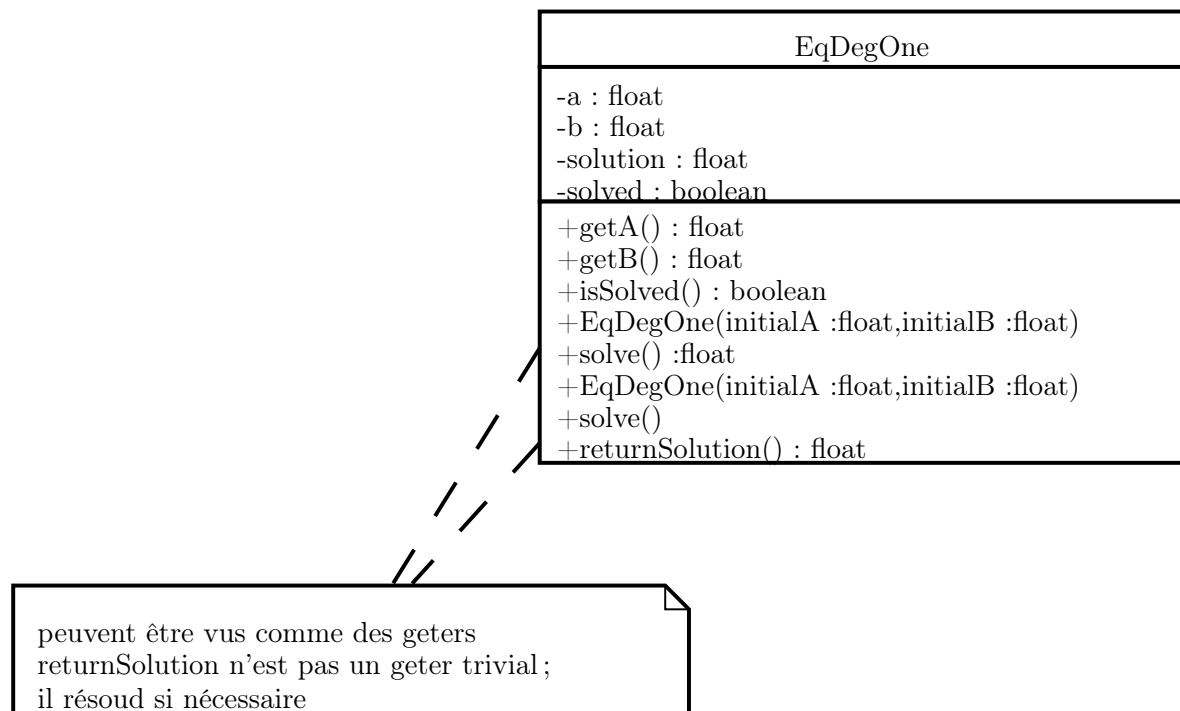 EqDegOne
-a : float
-b : float
-solution : float
-solved : boolean
+getA() : float
+getB() : float
+isSolved() : boolean
+EqDegOne(initialA :float,initialB :float)
+solve() :float
+EqDegOne(initialA :float,initialB :float)
+solve()
+returnSolution() : float
peuvent être vus comme des geters
returnSolution n'est pas un geter trivial ;
il résoud si nécessaire